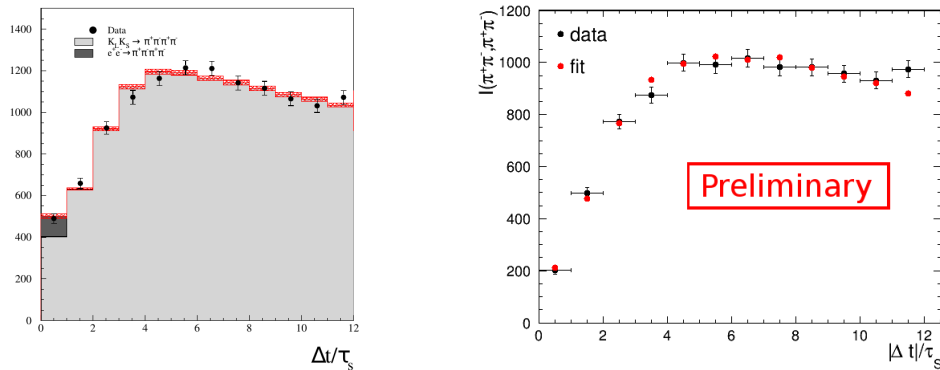 1400
1200
1000
800
600
400
200
0
0 2 4 6 8 10 12
Data
K_L K_S → π⁺π⁻π⁺π⁻
e⁺e⁻→π⁺π⁻π⁺π⁻
Δt/τ_S
I(π⁺π⁻,π⁺π⁻)
1200
1000
800
600
400
200
0
0 2 4 6 8 10 12
data
fit
Preliminary
|Δ t|/τ_S